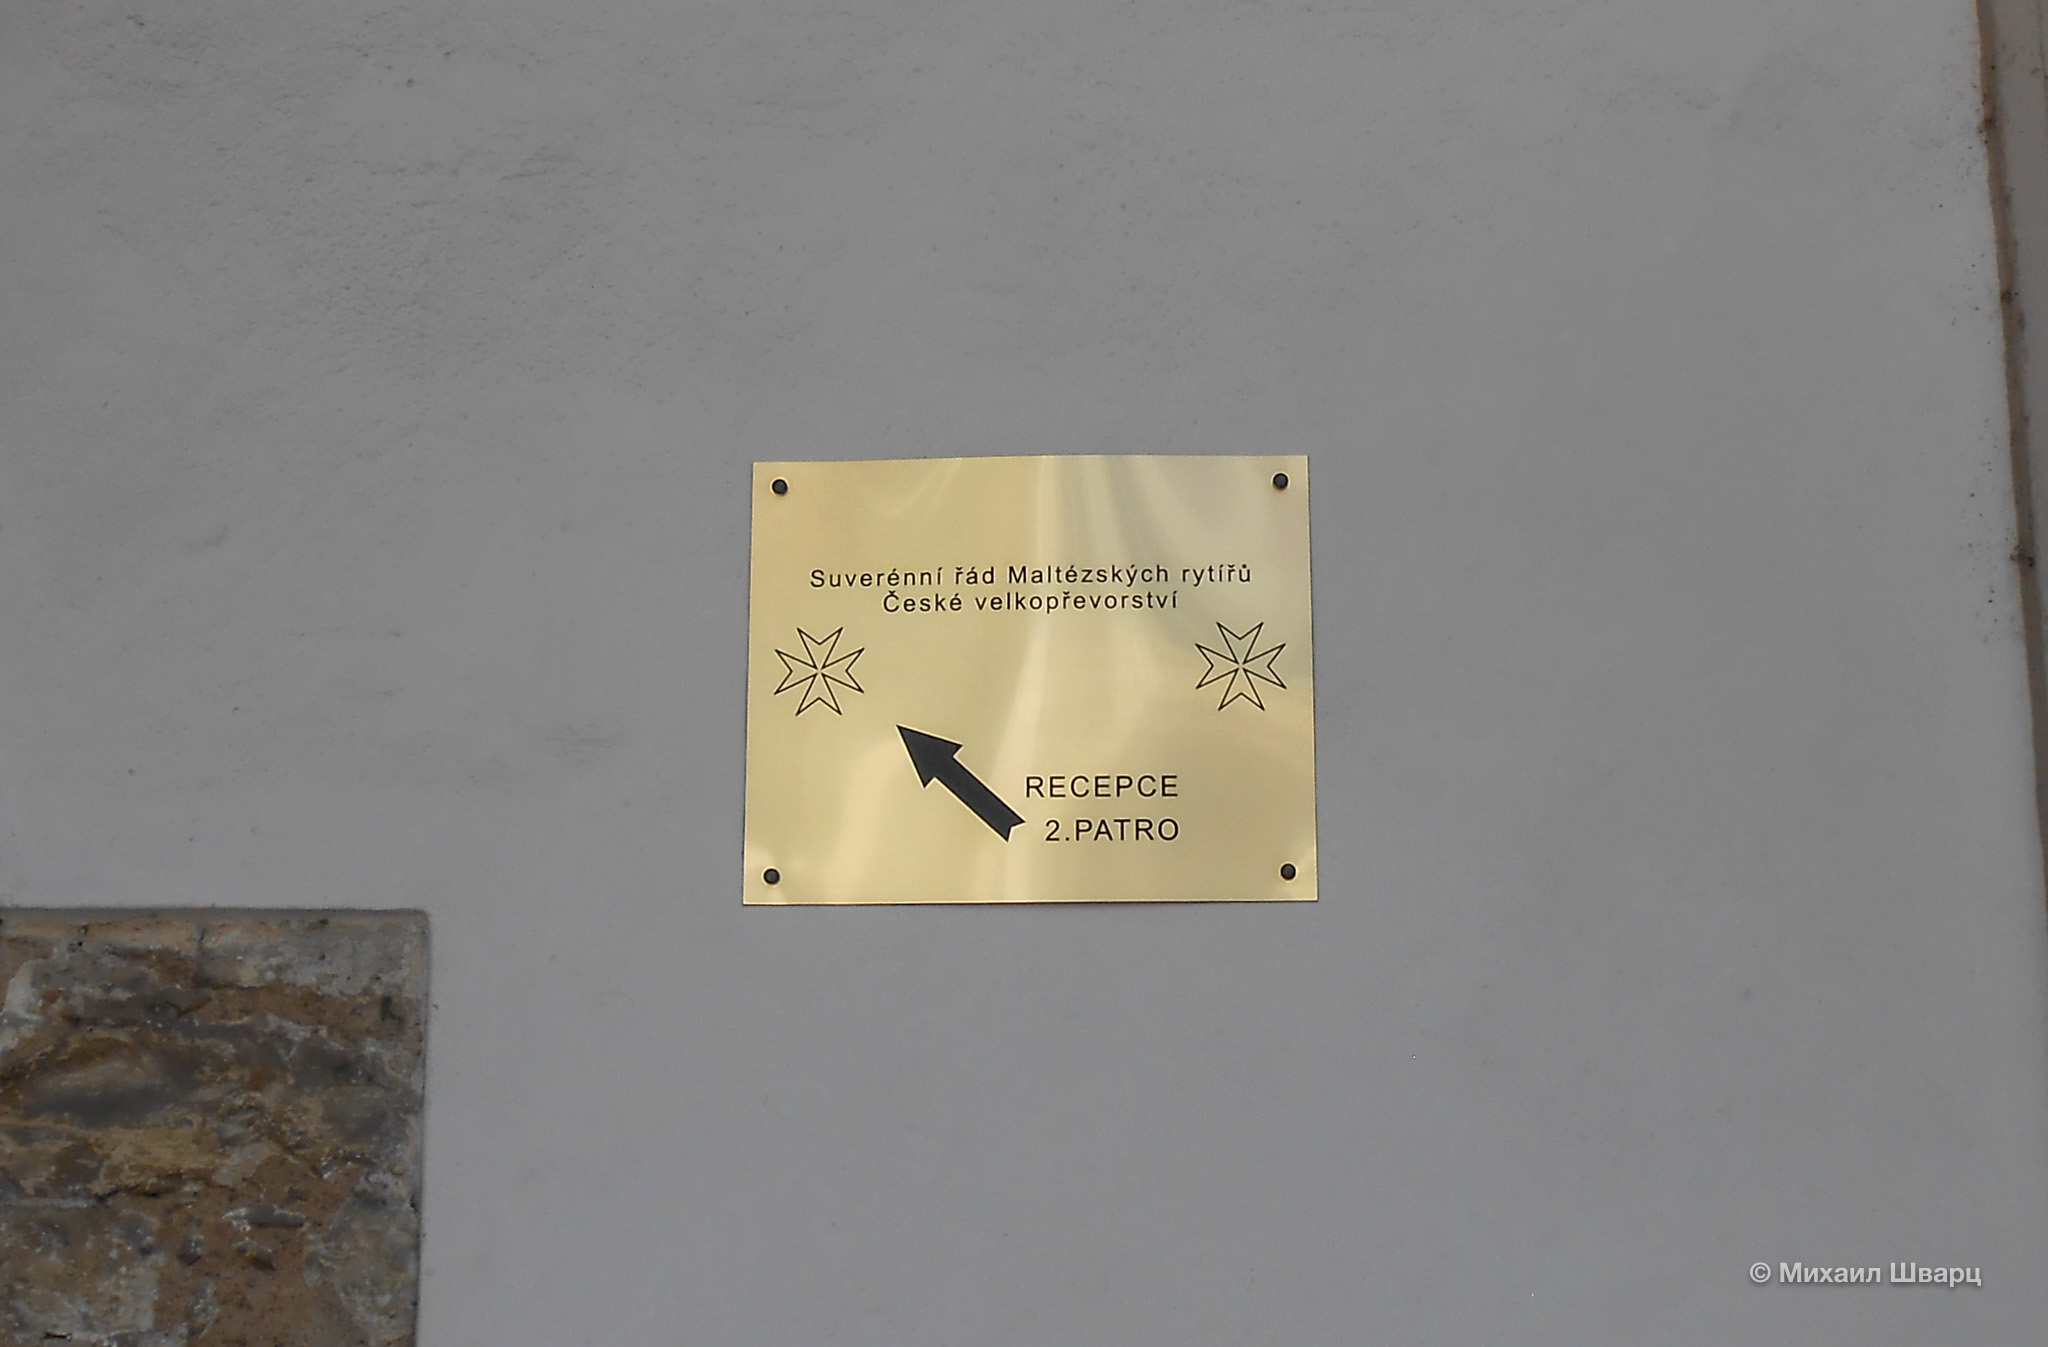 Suverénní řád Maltézských rytířů
České velkopřevorství
RECEPCE
2.PATRO
© Михаил Шварц